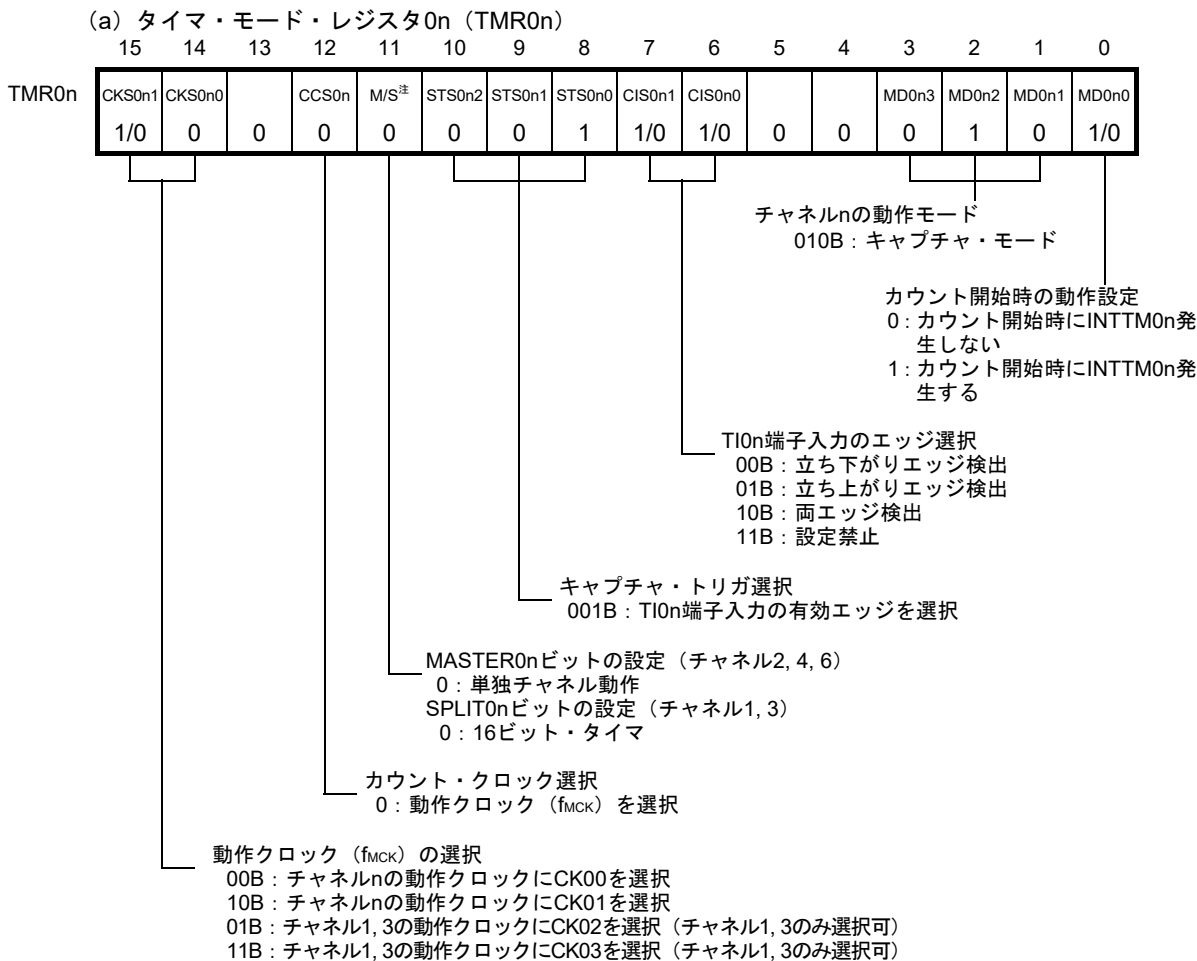 (a) タイマ・モード・レジスタ0n（TMR0n）
15 14 13 12 11 10 9 8 7 6 5 4 3 2 1 0
TMR0n CKS0n1 CKS0n0 CCS0n M/S注 STS0n2 STS0n1 STS0n0 CIS0n1 CIS0n0 MD0n3 MD0n2 MD0n1 MD0n0
1/0 0 0 0 0 0 0 1 1/0 1/0 0 0 0 1 0 1/0
チャネルnの動作モード
010B：キャプチャ・モード
カウント開始時の動作設定
0：カウント開始時にINTTM0n発
生しない
1：カウント開始時にINTTM0n発
生する
TI0n端子入力のエッジ選択
00B：立ち下がりエッジ検出
01B：立ち上がりエッジ検出
10B：両エッジ検出
11B：設定禁止
キャプチャ・トリガ選択
001B：TI0n端子入力の有効エッジを選択
MASTER0nビットの設定（チャネル2, 4, 6）
0：単独チャネル動作
SPLIT0nビットの設定（チャネル1, 3）
0：16ビット・タイマ
カウント・クロック選択
0：動作クロック（fMCK）を選択
動作クロック（fMCK）の選択
00B：チャネルnの動作クロックにCK00を選択
10B：チャネルnの動作クロックにCK01を選択
01B：チャネル1, 3の動作クロックにCK02を選択（チャネル1, 3のみ選択可）
11B：チャネル1, 3の動作クロックにCK03を選択（チャネル1, 3のみ選択可）